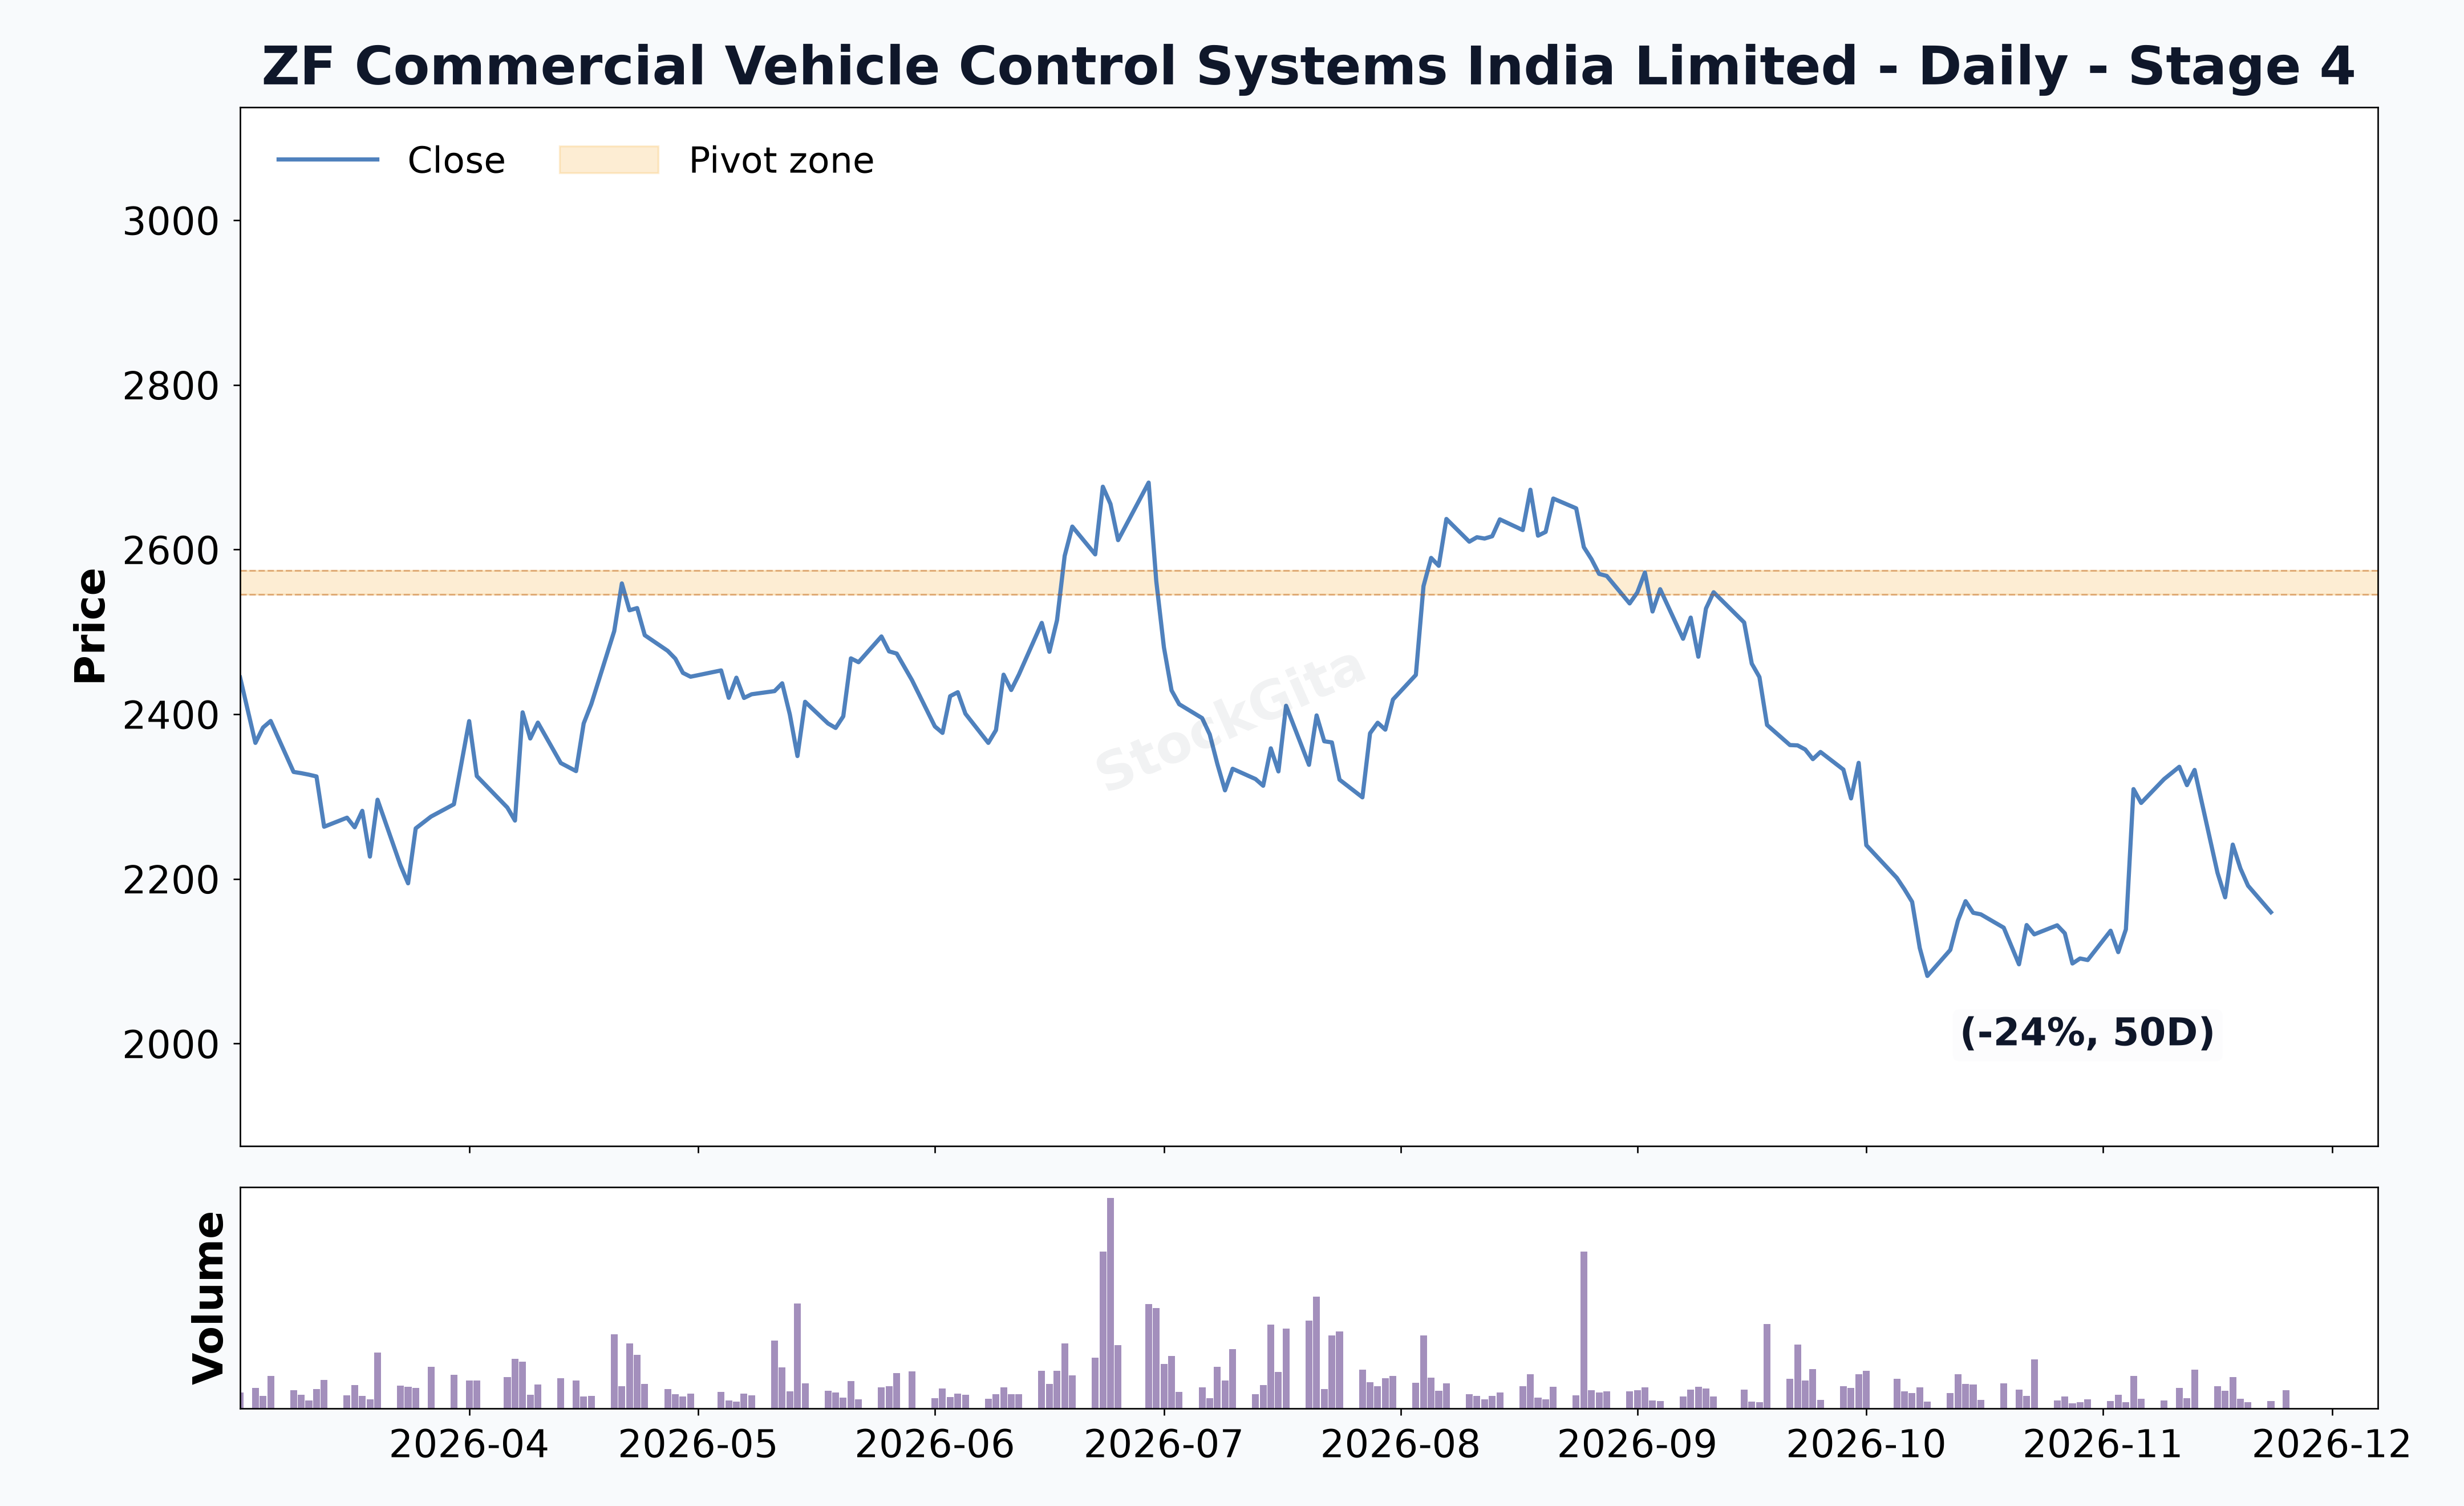 ZF Commercial Vehicle Control Systems India Limited - Daily - Stage 4
Close
Pivot zone
3000
2800
2600
2400
2200
2000
Price
StockGita
(-24%, 50D)
Volume
2026-04
2026-05
2026-06
2026-07
2026-08
2026-09
2026-10
2026-11
2026-12